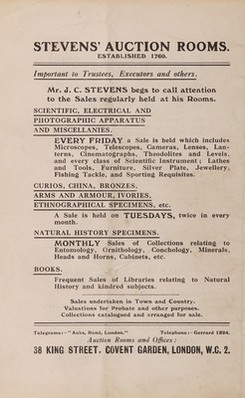 STEVENS' AUCTION ROOMS.
ESTABLISHED 1760.
Important to Trustees, Executors and others.
Mr. J. C. STEVENS begs to call attention
to the Sales regularly held at his Rooms.
SCIENTIFIC, ELECTRICAL AND
PHOTOGRAPHIC APPARATUS
AND MISCELLANIES.
EVERY FRIDAY a Sale is held which includes
Microscopes, Telescopes, Cameras, Lenses, Lan-
terns, Cinematographs, Theodolites and Levels,
and every class of Scientific Instrument; Lathes
and Tools, Furniture, Silver Plate, Jewellery,
Fishing Tackle, and Sporting Requisites.
CURIOS, CHINA, BRONZES.
ARMS AND ARMOUR, IVORIES,
ETHNOGRAPHICAL SPECIMENS, etc.
A Sale is held on TUESDAYS, twice in every
month.
NATURAL HISTORY SPECIMENS.
MONTHLY Sales of Collections relating to
Entomology, Ornithology, Conchology, Minerals,
Heads and Horns, Cabinets, etc.
BOOKS.
Frequent Sales of Libraries relating to Natural
History and kindred subjects.
Sales undertaken in Town and Country.
Valuations for Probate and other purposes.
Collections catalogued and arranged for sale.
Telegrams:—"Auks, Rand, London." Telephone:—Gerrard 1824.
Auction Rooms and Offices:
38 KING STREET. COVENT GARDEN, LONDON, W.C. 2.